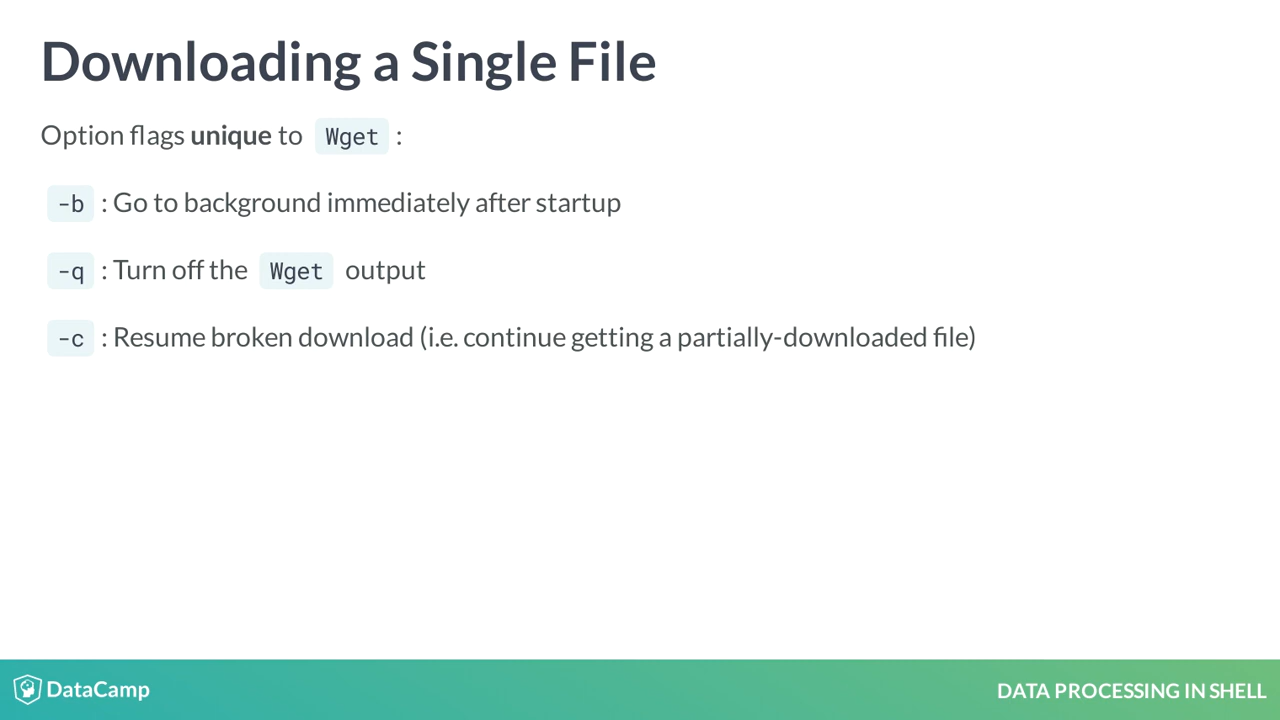 Downloading a Single File
Option flags unique to Wget :
-b : Go to background immediately after startup
-q : Turn off the Wget output
-c : Resume broken download (i.e. continue getting a partially-downloaded file)
DataCamp
DATA PROCESSING IN SHELL